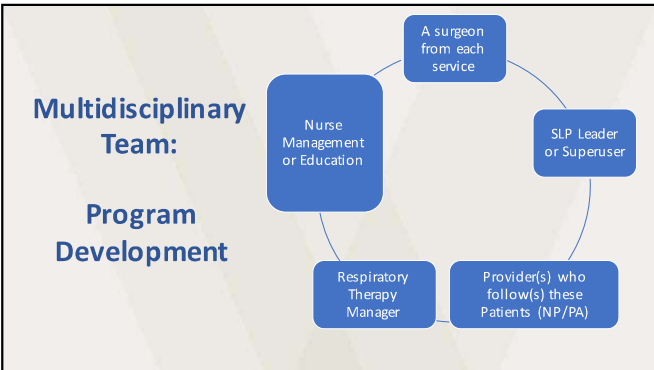 Multidisciplinary
Team:
Program
Development
A surgeon
from each
service
SLP Leader
or Superuser
Provider(s) who
follow(s) these
Patients (NP/PA)
Respiratory
Therapy
Manager
Nurse
Management
or Education